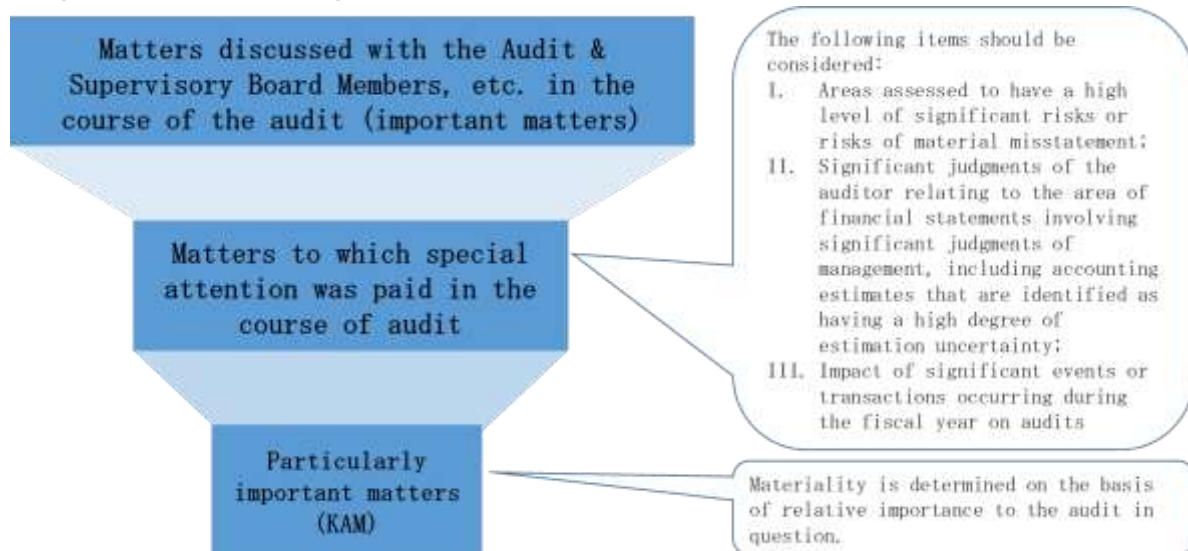 Matters discussed with the Audit &
Supervisory Board Members, etc. in the
course of the audit (important matters)
The following items should be
considered:
I. Areas assessed to have a high
level of significant risks or
risks of material misstatement;
II. Significant judgments of the
auditor relating to the area of
financial statements involving
significant judgments of
management, including accounting
estimates that are identified as
having a high degree of
estimation uncertainty;
III. Impact of significant events or
transactions occurring during
the fiscal year on audits
Matters to which special
attention was paid in the
course of audit
Particularly
important matters
(KAM)
Materiality is determined on the basis
of relative importance to the audit in
question.